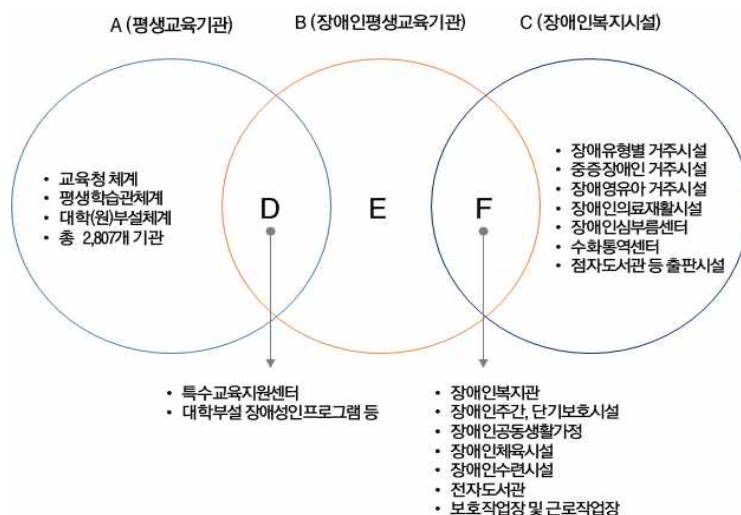 A (평생교육기관)
B (장애인평생교육기관)
C (장애인복지시설)
• 교육청 체계
• 평생학습관체계
• 대학(원)부설체계
• 총 2,807개 기관
D
E
F
• 장애유형별 거주시설
• 중증장애인 거주시설
• 장애영유아 거주시설
• 장애인의료재활시설
• 장애인심부름센터
• 수화통역센터
• 점자도서관 등 출판시설
• 특수교육지원센터
• 대학부설 장애성인프로그램 등
• 장애인복지관
• 장애인주간, 단기보호시설
• 장애인공동생활가정
• 장애인체육시설
• 장애인수련시설
• 전자도서관
• 보호작업장 및 근로작업장